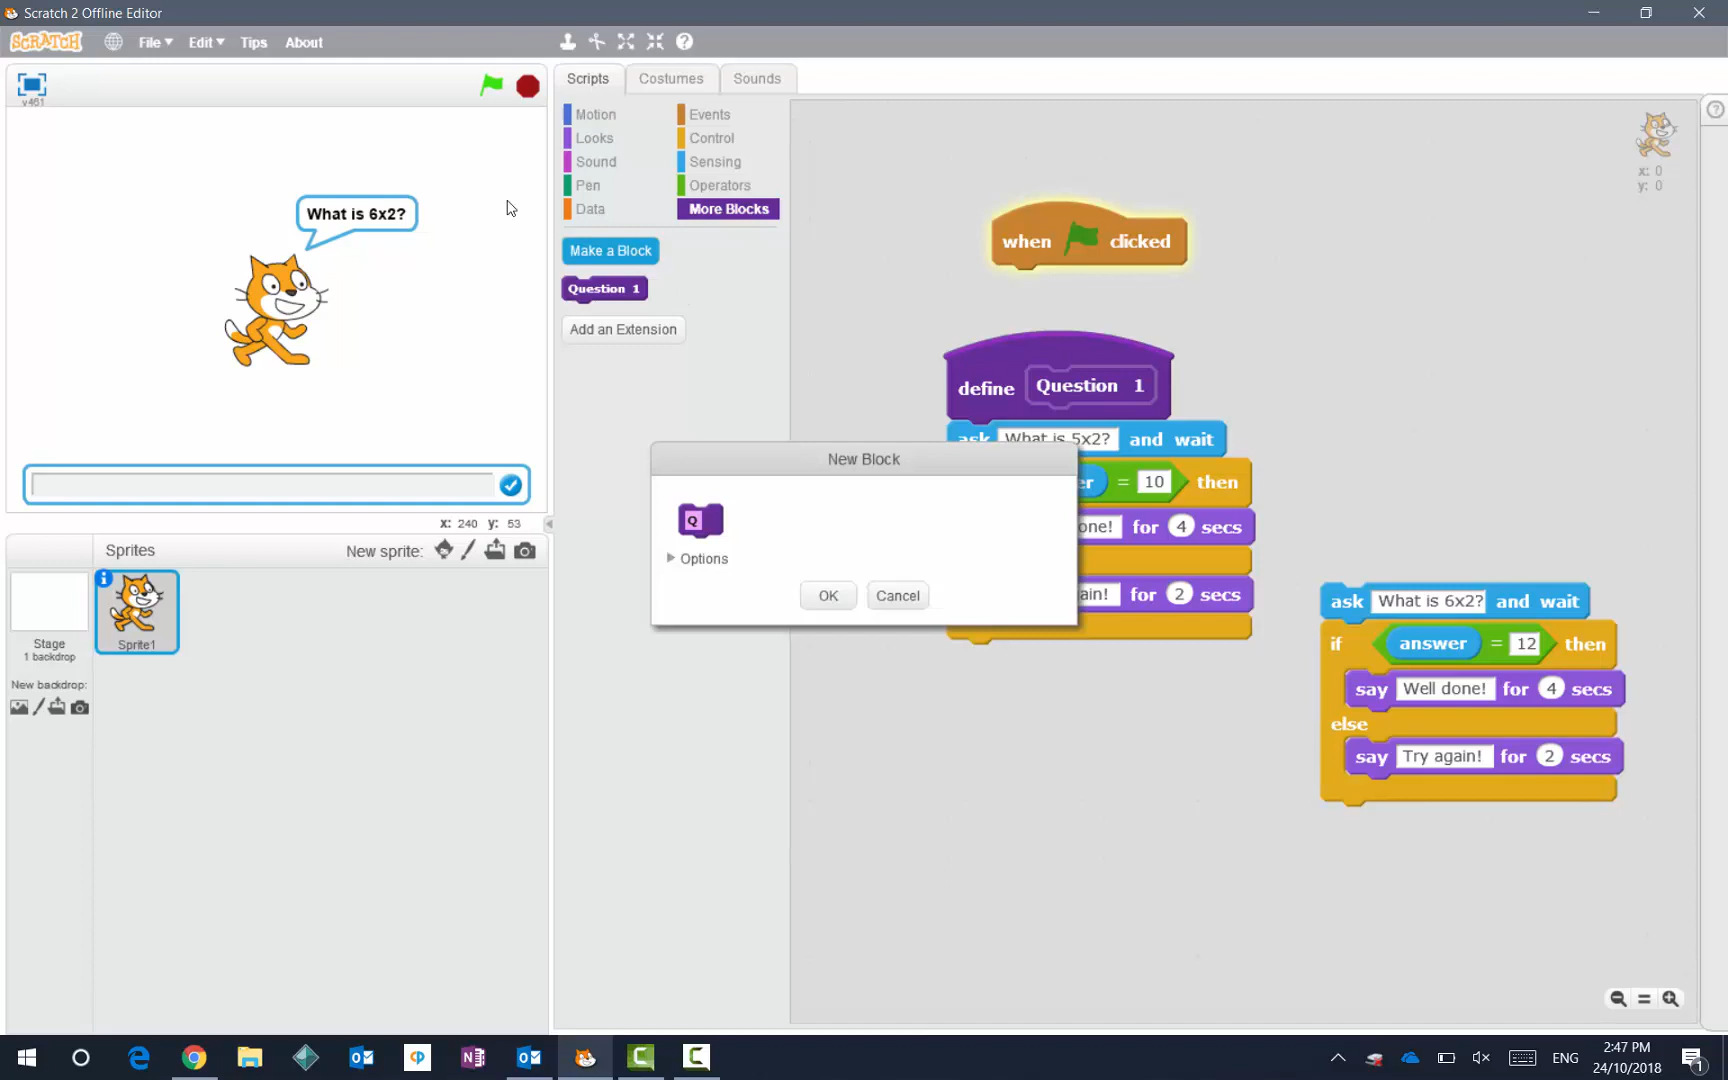 Scratch 2 Offline Editor
SCRATCH File Edit Tips About
v461
Scripts Costumes Sounds
Motion Events
Looks Control
Sound Sensing
Pen Operators
Data More Blocks
Make a Block
Question 1
Add an Extension
What is 6x2?
x: 240 y: 53
Sprites New sprite:
Sprite1
Stage
1 backdrop
New backdrop:
x: 0
y: 0
when clicked
define Question 1
ask What is 5x2? and wait
er = 10 then
one! for 4 secs
ain! for 2 secs
New Block
Q
Options
OK Cancel
ask What is 6x2? and wait
if answer = 12 then
say Well done! for 4 secs
else
say Try again! for 2 secs
ENG
2:47 PM
24/10/2018
1